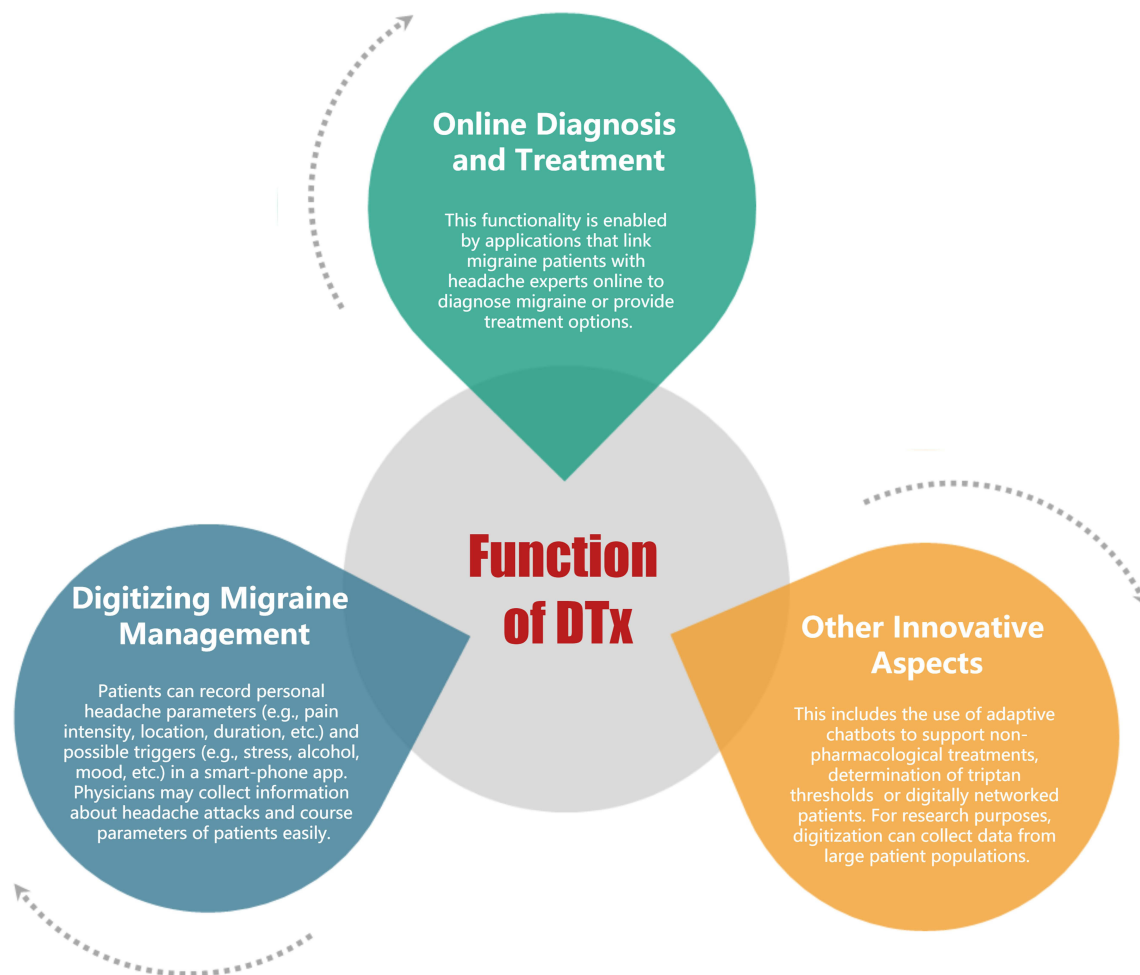 Online Diagnosis
and Treatment
This functionality is enabled
by applications that link
migraine patients with
headache experts online to
diagnose migraine or provide
treatment options.
Function
of DTx
Digitizing Migraine
Management
Patients can record personal
headache parameters (e.g., pain
intensity, location, duration, etc.) and
possible triggers (e.g., stress, alcohol,
mood, etc.) in a smart-phone app.
Physicians may collect information
about headache attacks and course
parameters of patients easily.
Other Innovative
Aspects
This includes the use of adaptive
chatbots to support non-
pharmacological treatments,
determination of triptan
thresholds or digitally networked
patients. For research purposes,
digitization can collect data from
large patient populations.